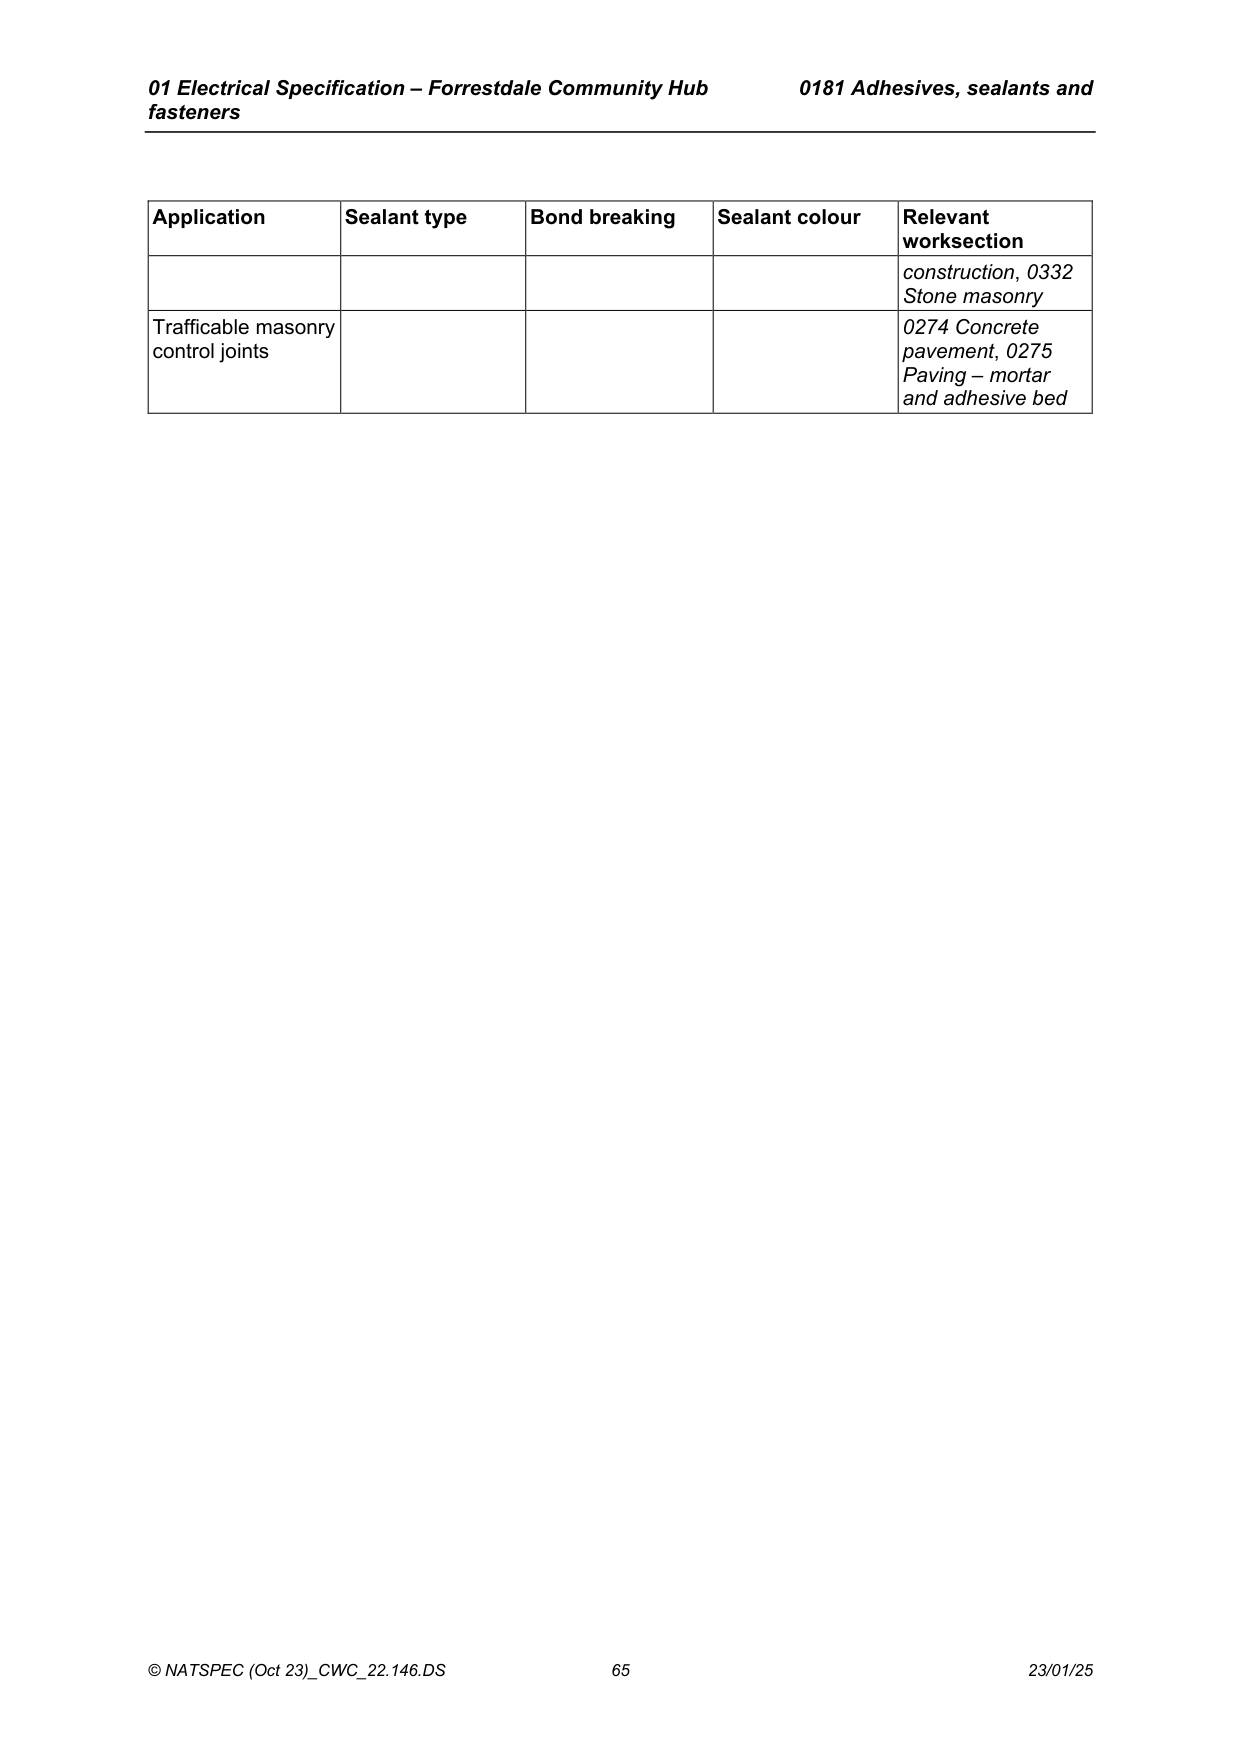 01 Electrical Specification – Forrestdale Community Hub 0181 Adhesives, sealants and
fasteners
Application Sealant type Bond breaking Sealant colour Relevant
worksection
construction, 0332
Stone masonry
Trafficable masonry
control joints
0274 Concrete
pavement, 0275
Paving – mortar
and adhesive bed
© NATSPEC (Oct 23)_CWC_22.146.DS 65 23/01/25